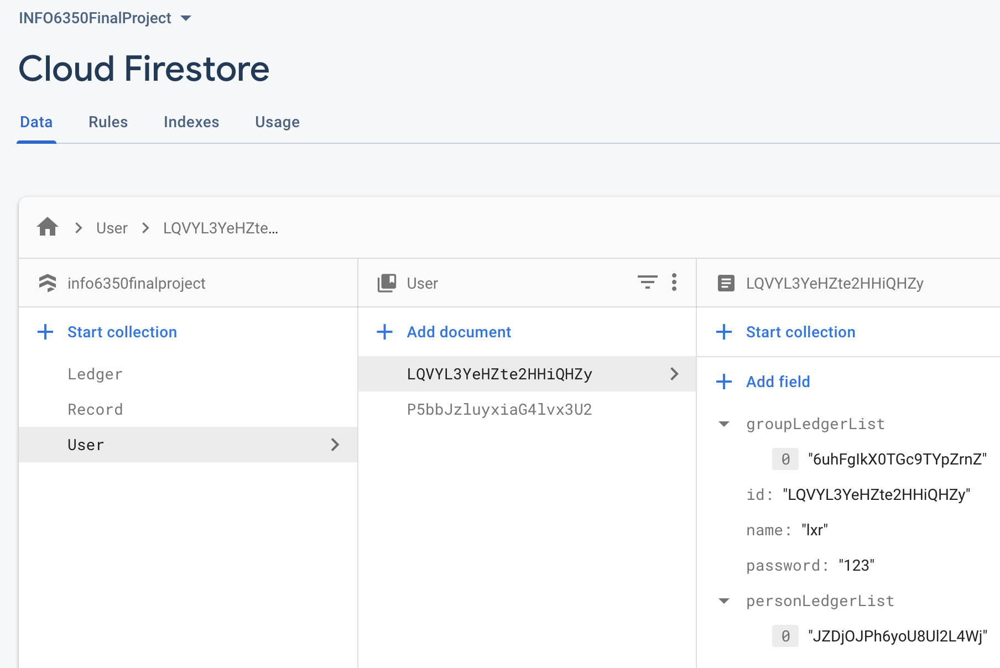 INFO6350FinalProject
Cloud Firestore
Data Rules Indexes Usage
User LQVYL3YeHZte...
info6350finalproject
Start collection
Ledger
Record
User
User
Add document
LQVYL3YeHZte2HHiQHZy
P5bbJzluyxiaG4lvx3U2
LQVYL3YeHZte2HHiQHZy
Start collection
Add field
groupLedgerList
0 "6uhFgIkX0TGc9TYpZrnZ"
id: "LQVYL3YeHZte2HHiQHZy"
name: "lxr"
password: "123"
personLedgerList
0 "JZDjOJPh6yoU8Ul2L4Wj"